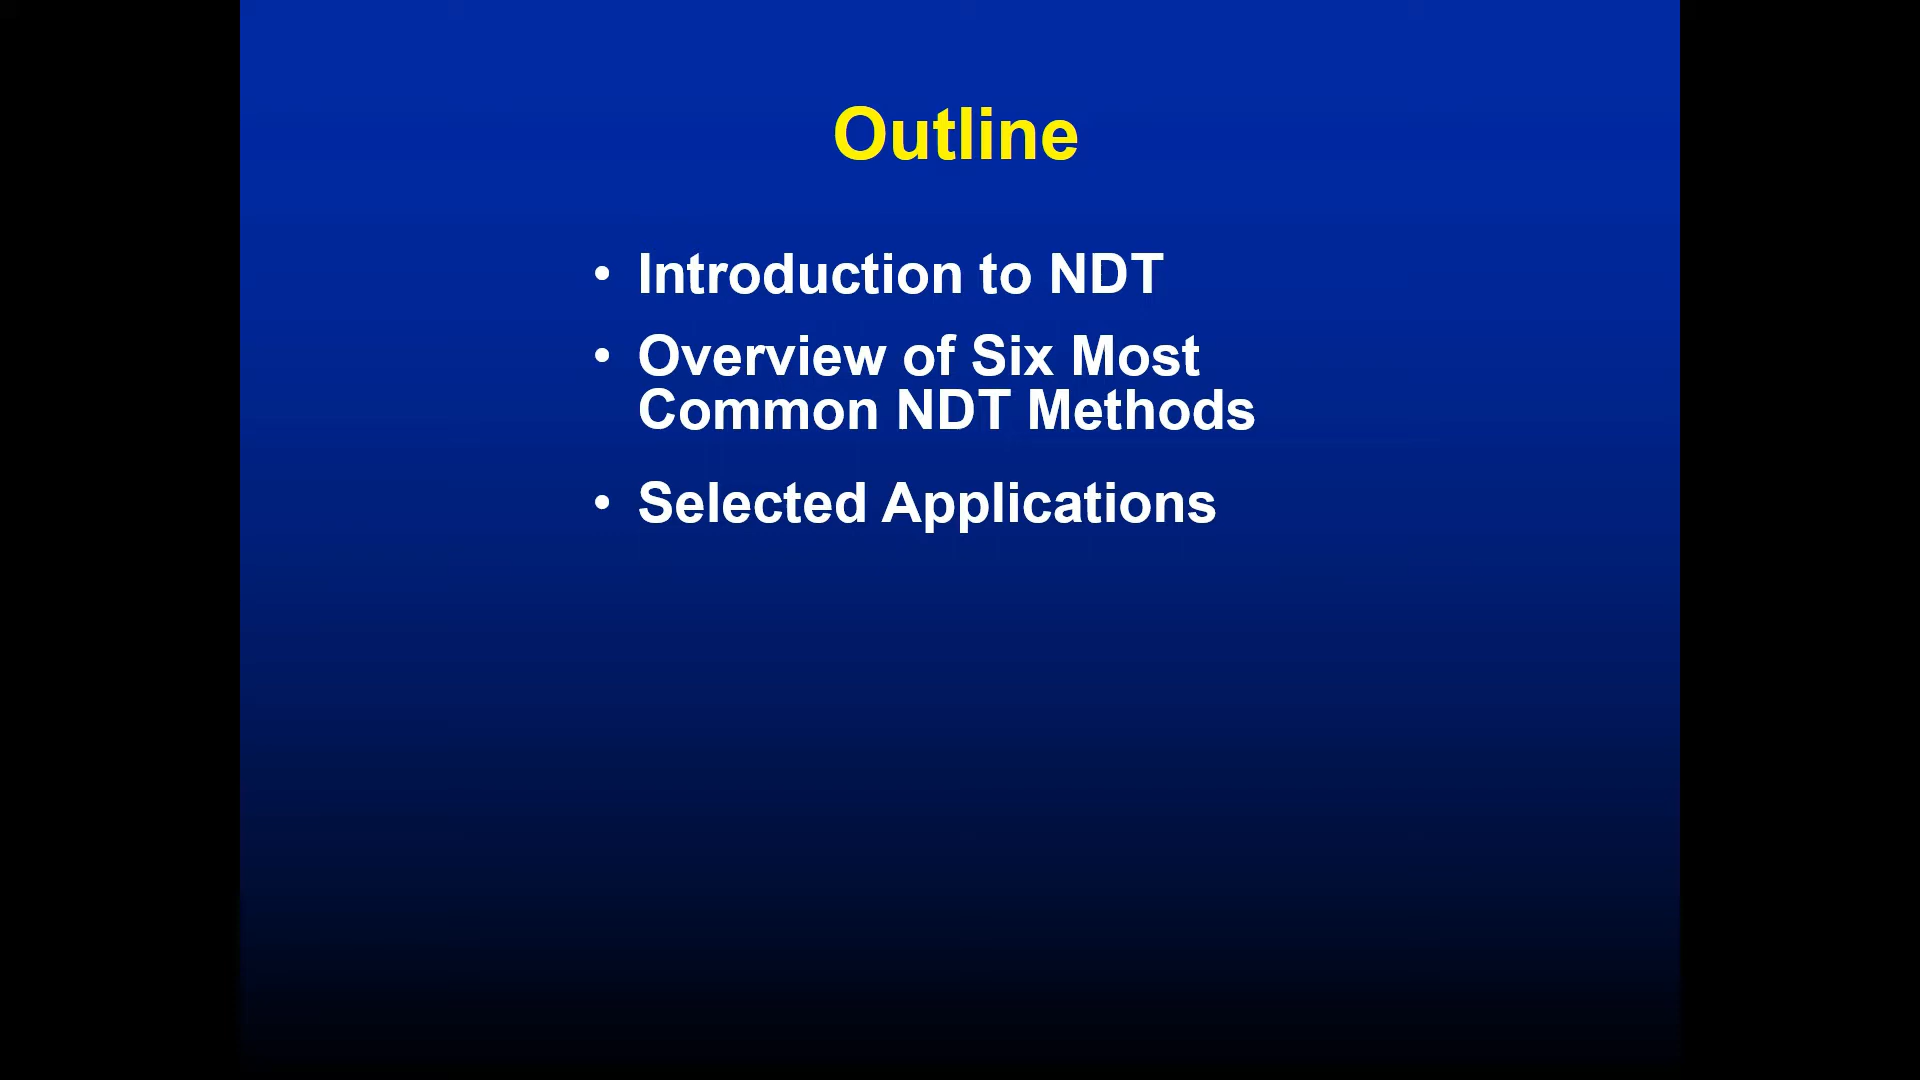 Outline
• Introduction to NDT
• Overview of Six Most
Common NDT Methods
• Selected Applications